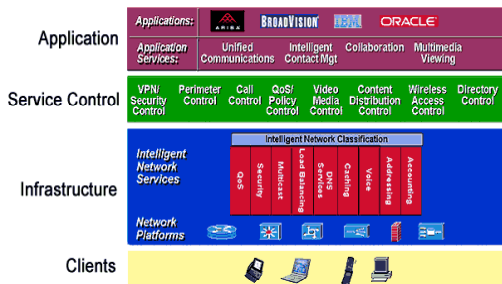 Application
Applications:
ARIBA
BROADVISION
IBM
ORACLE
Application Services:
Unified Communications
Intelligent Contact Mgt
Collaboration
Multimedia Viewing
Service Control
VPN/ Security Control
Perimeter Control
Call Control
QoS/ Policy Control
Video Media Control
Content Distribution Control
Wireless Access Control
Directory Control
Infrastructure
Intelligent Network Classification
Intelligent Network Services
QoS
Security
Multicast
Load Balancing
DNS Services
Caching
Voice
Addressing
Accounting
Network Platforms
Clients